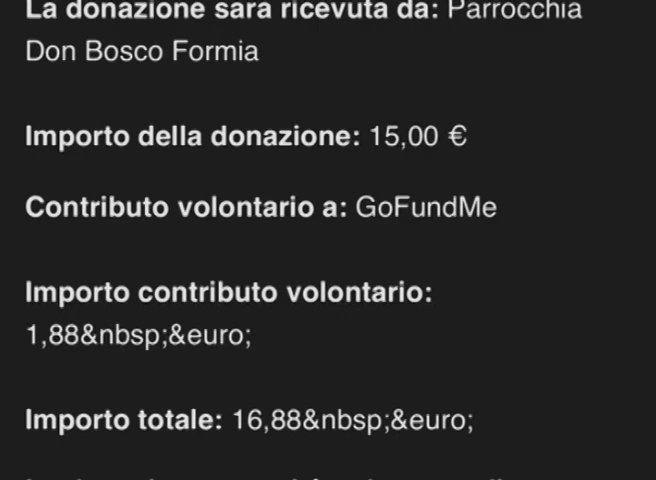 La donazione sarà ricevuta da: Parrocchia
Don Bosco Formia
Importo della donazione: 15,00 €
Contributo volontario a: GoFundMe
Importo contributo volontario:
1,88&nbsp;&euro;
Importo totale: 16,88&nbsp;&euro;